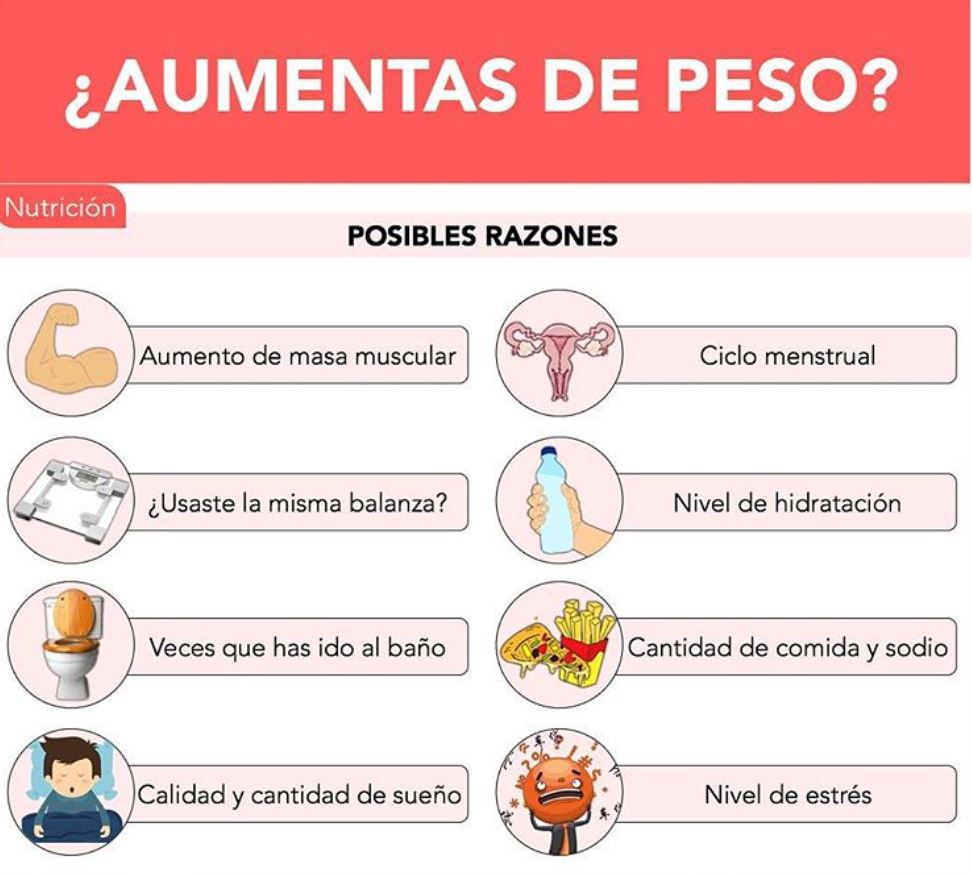 ¿AUMENTAS DE PESO?
Nutrición
POSIBLES RAZONES
Aumento de masa muscular
Ciclo menstrual
¿Usaste la misma balanza?
Nivel de hidratación
Veces que has ido al baño
Cantidad de comida y sodio
Calidad y cantidad de sueño
Nivel de estrés